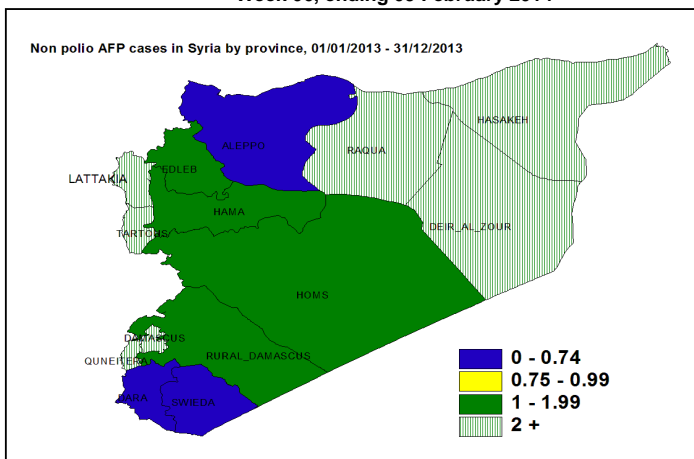 Non polio AFP cases in Syria by province, 01/01/2013 - 31/12/2013
HASAKEH
ALEPPO
RAQUA
EDLEB
LATTAKIA
HAMA
DEIR_AL_ZOUR
TARTOUS
HOMS
DAMASCUS
QUNEITERA
RURAL_DAMASCUS
DARA
SWIEDA
0 - 0.74
0.75 - 0.99
1 - 1.99
2 +